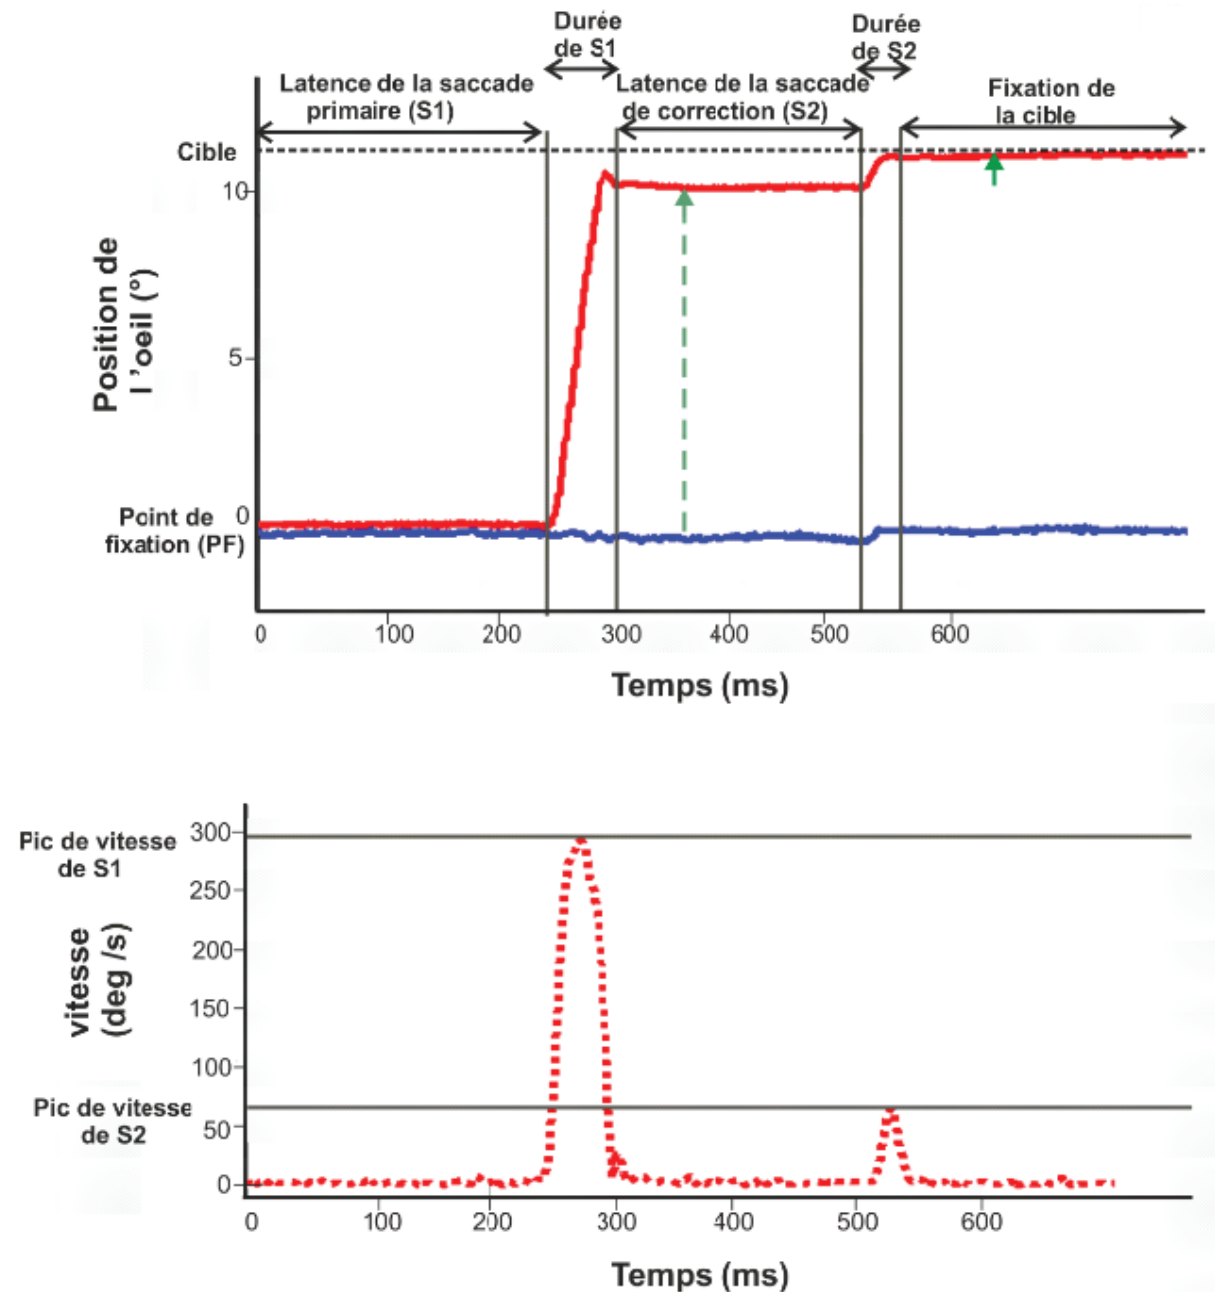 Durée
de S1
Durée
de S2
Latence de la saccade
primaire (S1)
Latence de la saccade
de correction (S2)
Fixation de
la cible
Cible
10
5
0
Point de
fixation (PF)
Position de
l 'oeil (°)
0 100 200 300 400 500 600
Temps (ms)
Pic de vitesse
de S1
300
250
200
150
100
50
0
vitesse
(deg /s)
Pic de vitesse
de S2
0 100 200 300 400 500 600
Temps (ms)